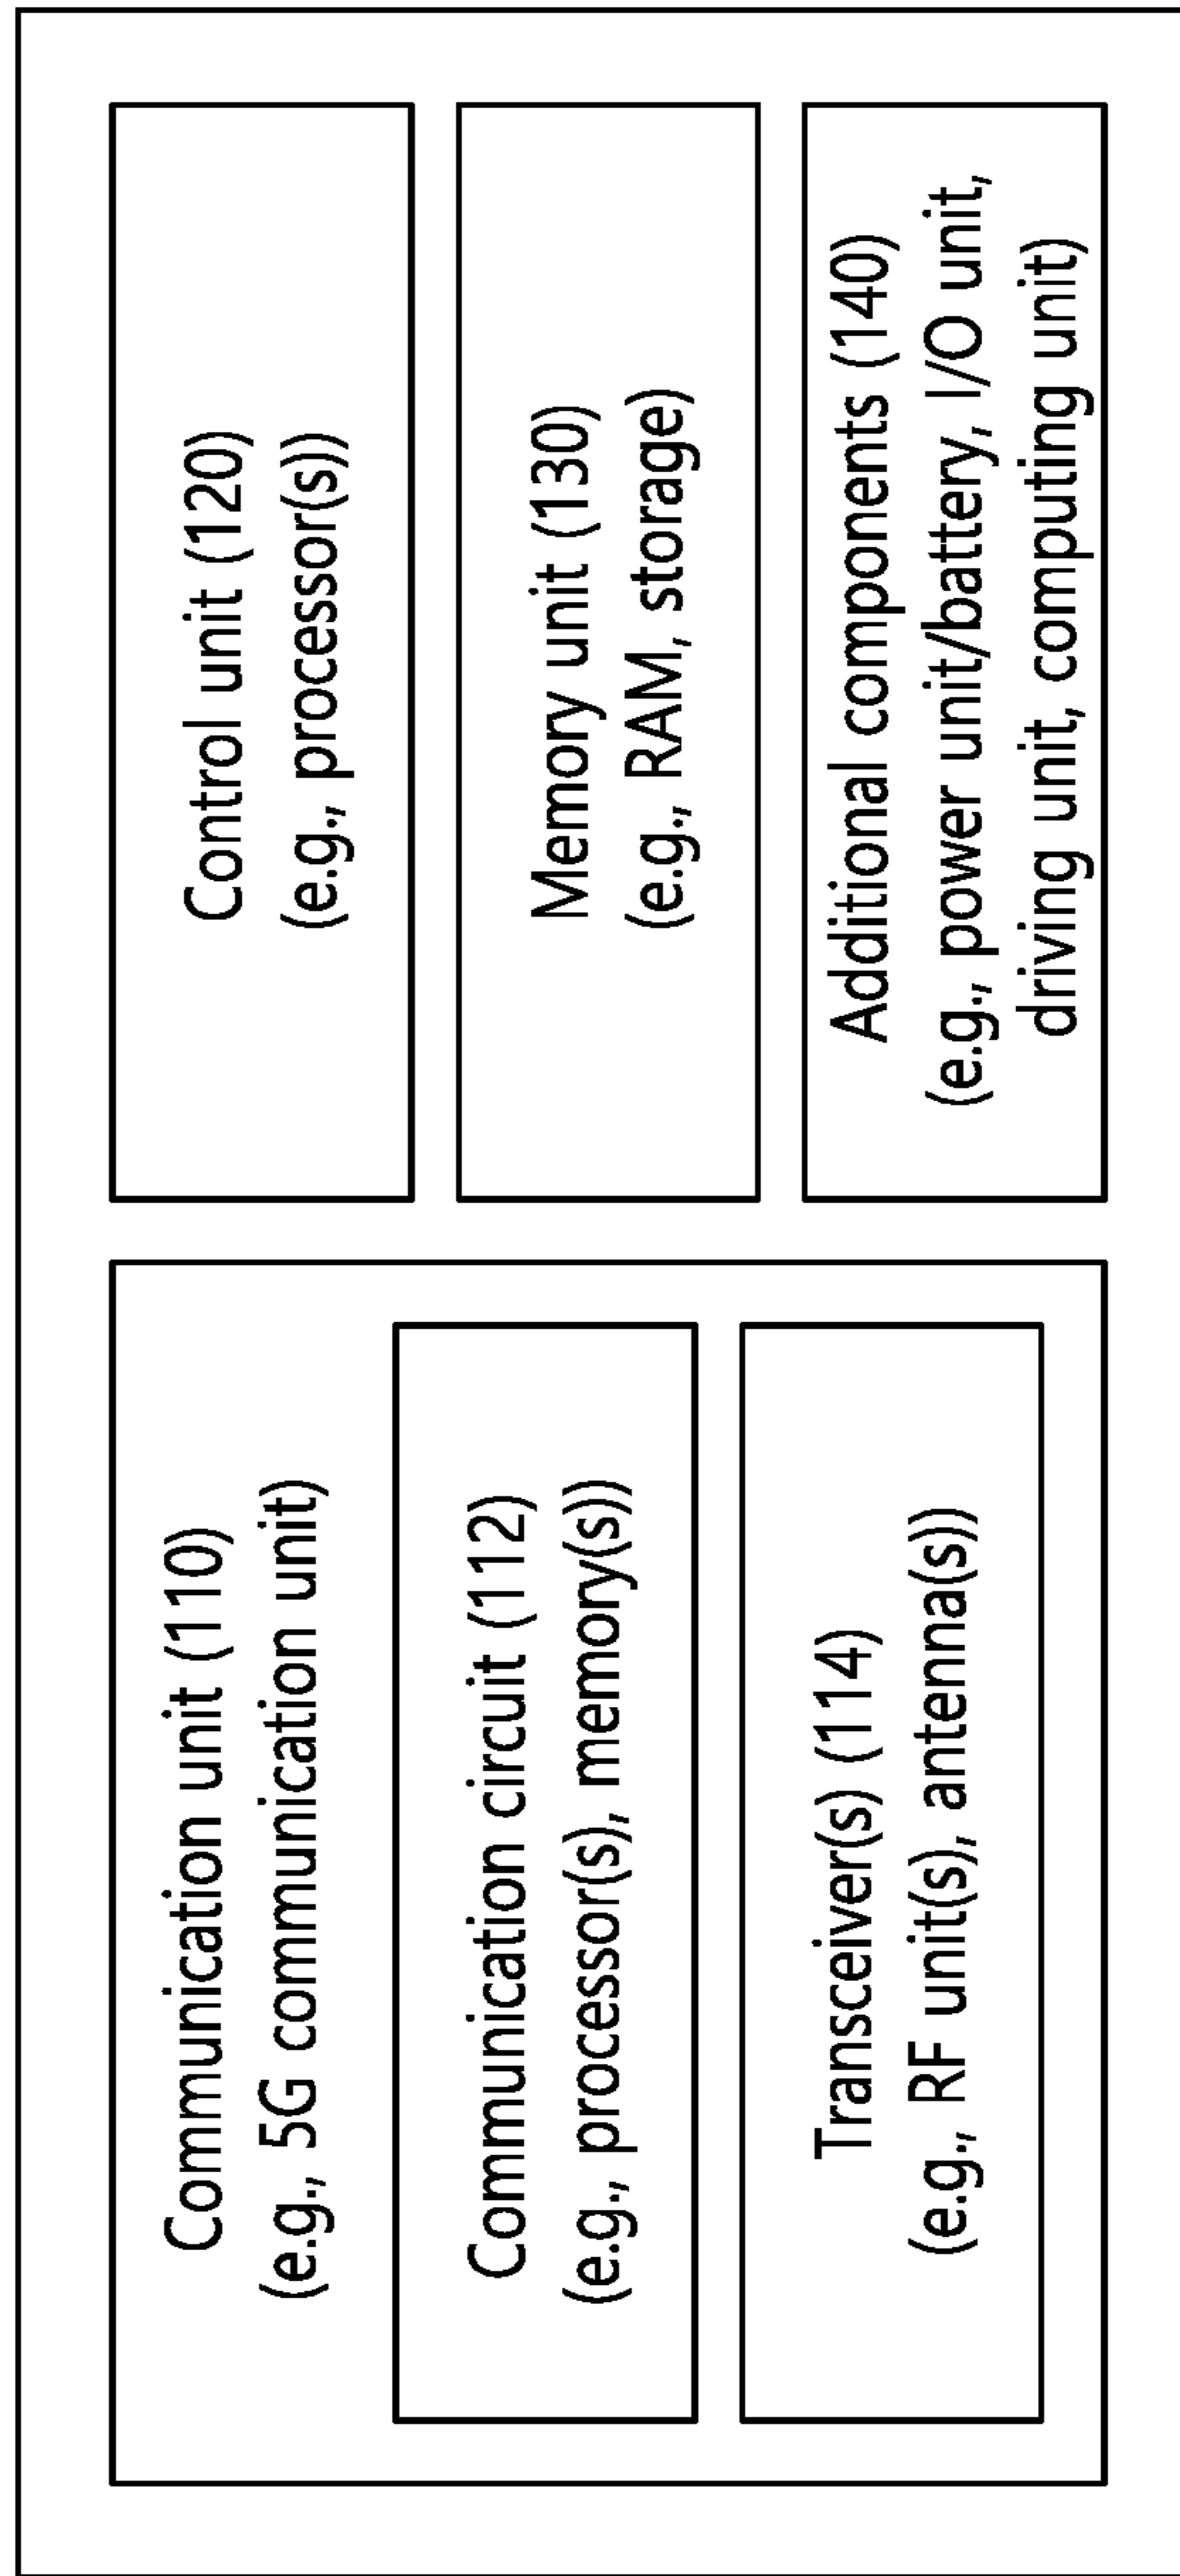 Communication unit (110)
(e.g., 5G communication unit)
Communication circuit (112)
(e.g., processor(s), memory(s))
Transceiver(s) (114)
(e.g., RF unit(s), antenna(s))
Control unit (120)
(e.g., processor(s))
Memory unit (130)
(e.g., RAM, storage)
Additional components (140)
(e.g., power unit/battery, I/O unit,
driving unit, computing unit)